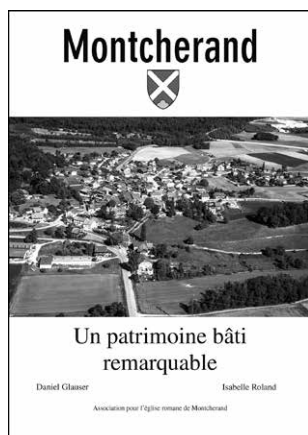 Montcherand
Un patrimoine bâti
remarquable
Daniel Glauser Isabelle Roland
Association pour l'église romane de Montcherand